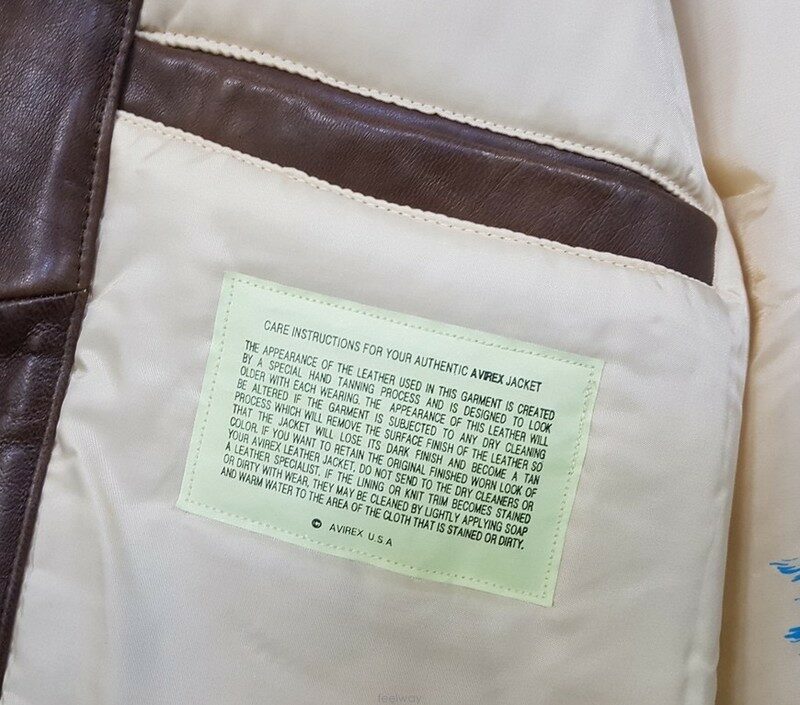 CARE INSTRUCTIONS FOR YOUR AUTHENTIC AVIREX JACKET
THE APPEARANCE OF THE LEATHER USED IN THIS GARMENT IS CREATED
BY A SPECIAL HAND TANNING PROCESS AND IS DESIGNED TO LOOK
OLDER WITH EACH WEARING. THE APPEARANCE OF THIS LEATHER WILL
BE ALTERED IF THE GARMENT IS SUBJECTED TO ANY DRY CLEANING
PROCESS WHICH WILL REMOVE THE SURFACE FINISH OF THE LEATHER SO
THAT THE JACKET WILL LOSE ITS DARK FINISH AND BECOME A TAN
COLOR. IF YOU WANT TO RETAIN THE ORIGINAL FINISHED WORN LOOK OF
YOUR AVIREX LEATHER JACKET, DO NOT SEND TO THE DRY CLEANERS OR
A LEATHER SPECIALIST. IF THE LINING OR KNIT TRIM BECOMES STAINED
OR DIRTY WITH WEAR, THEY MAY BE CLEANED BY LIGHTLY APPLYING SOAP
AND WARM WATER TO THE AREA OF THE CLOTH THAT IS STAINED OR DIRTY.
AVIREX U.S.A
feelway